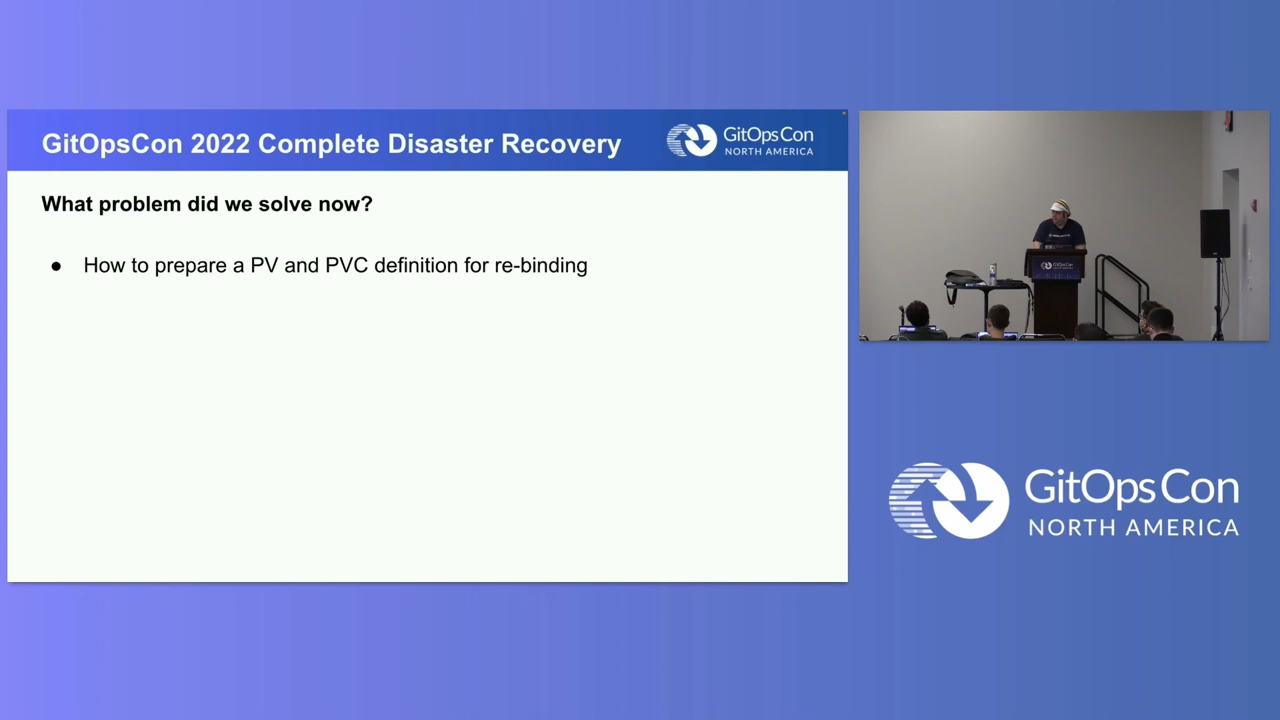 GitOpsCon 2022 Complete Disaster Recovery
GitOpsCon
NORTH AMERICA
What problem did we solve now?
● How to prepare a PV and PVC definition for re-binding
GitOpsCon
GitOpsCon
NORTH AMERICA